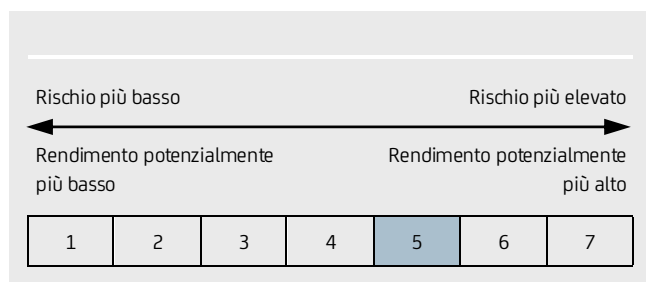 Rischio più basso Rischio più elevato
Rendimento potenzialmente Rendimento potenzialmente
più basso più alto
1 2 3 4 5 6 7